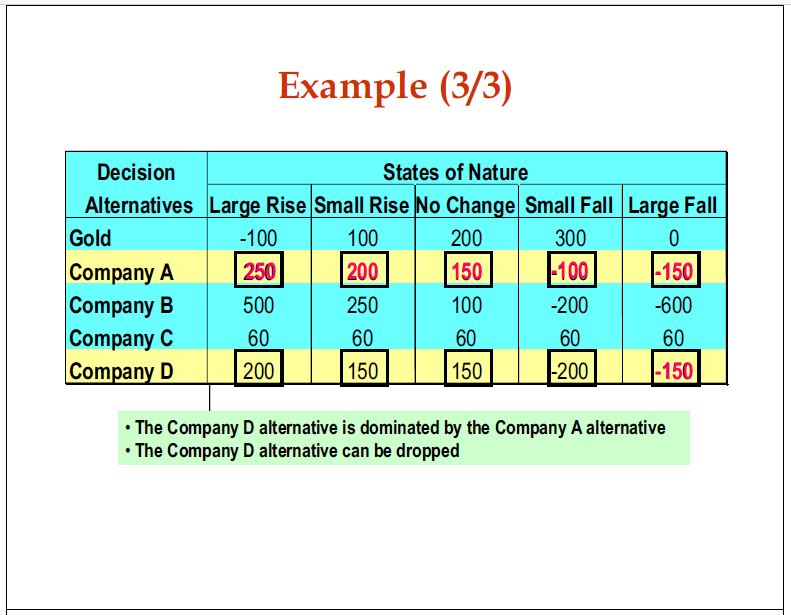 Example (3/3)
Decision States of Nature
Alternatives Large Rise Small Rise No Change Small Fall Large Fall
Gold -100 100 200 300 0
Company A 250 200 150 -100 -150
Company B 500 250 100 -200 -600
Company C 60 60 60 60 60
Company D 200 150 150 -200 -150
• The Company D alternative is dominated by the Company A alternative
• The Company D alternative can be dropped